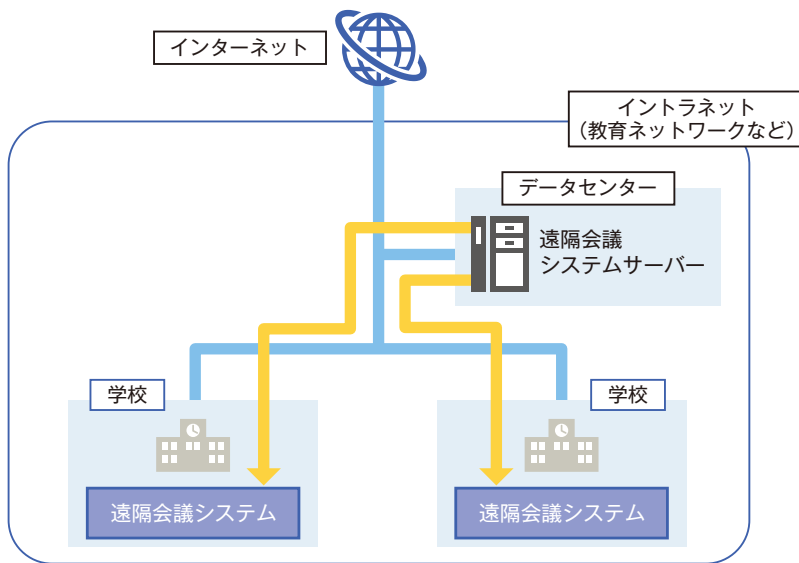 インターネット
イントラネット
（教育ネットワークなど）
データセンター
遠隔会議
システムサーバー
学校
学校
遠隔会議システム
遠隔会議システム